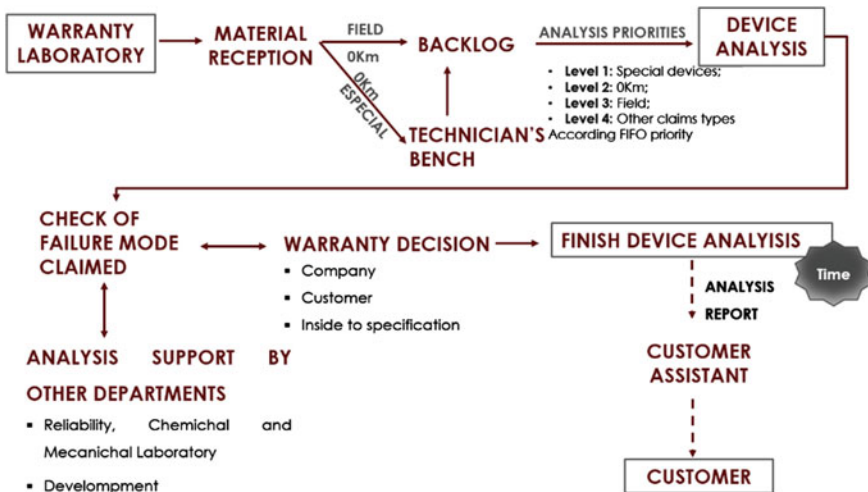 WARRANTY
LABORATORY
MATERIAL
RECEPTION
FIELD
0Km
0Km
ESPECIAL
BACKLOG
TECHNICIAN'S
BENCH
ANALYSIS PRIORITIES
• Level 1: Special devices;
• Level 2: 0Km;
• Level 3: Field;
• Level 4: Other claims types
According FIFO priority
DEVICE
ANALYSIS
CHECK OF
FAILURE MODE
CLAIMED
WARRANTY DECISION
▪ Company
▪ Customer
▪ Inside to specification
FINISH DEVICE ANALYISIS
Time
ANALYSIS
REPORT
ANALYSIS SUPPORT BY
OTHER DEPARTMENTS
▪ Reliability, Chemichal and
Mecanichal Laboratory
▪ Develompment
CUSTOMER
ASSISTANT
CUSTOMER